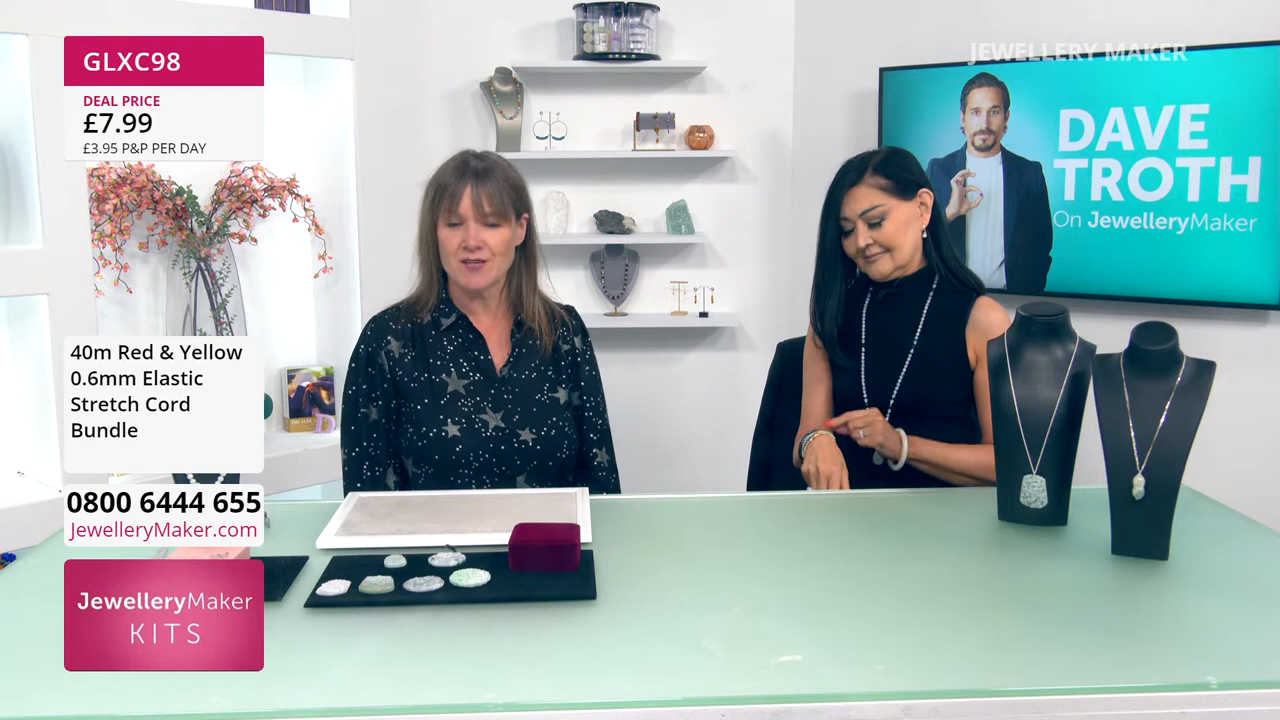 GLXC98
DEAL PRICE
£7.99
£3.95 P&P PER DAY
40m Red & Yellow
0.6mm Elastic
Stretch Cord
Bundle
0800 6444 655
JewelleryMaker.com
JewelleryMaker
KITS
JEWELLERY MAKER
DAVE
TROTH
On JewelleryMaker